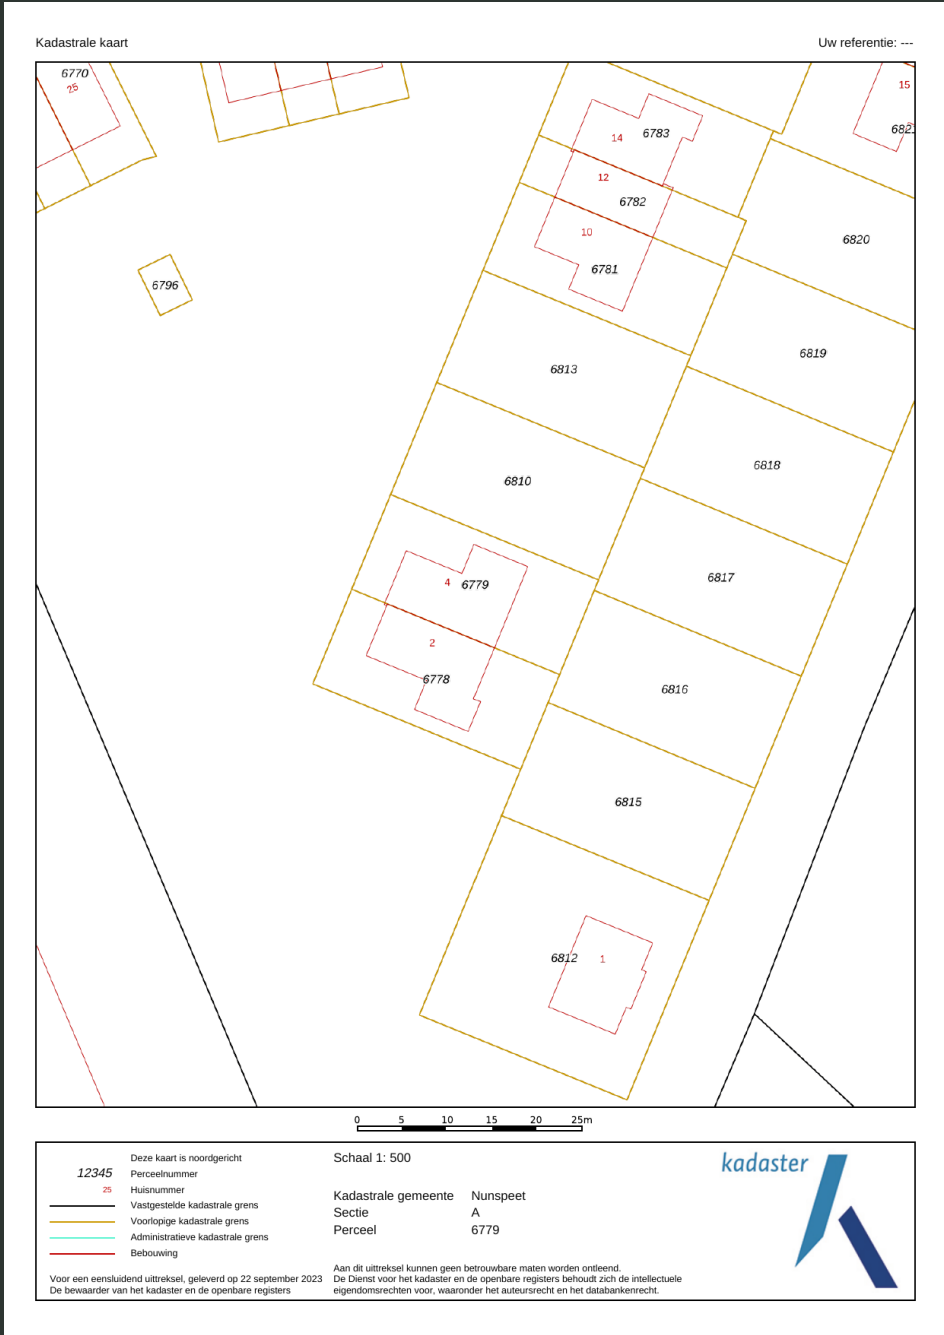 Kadastrale kaart
Uw referentie: ---
6770
25
15
14
6783
12
6782
10
6781
6820
6796
6819
6813
6818
6810
6817
4
6779
2
6778
6816
6815
6812
1
0 5 10 15 20 25m
Deze kaart is noordgericht
12345 Perceelnummer
25 Huisnummer
Vastgestelde kadastrale grens
Voorlopige kadastrale grens
Administratieve kadastrale grens
Bebouwing
Voor een eensluidend uittreksel, geleverd op 22 september 2023
De bewaarder van het kadaster en de openbare registers
Schaal 1: 500
Kadastrale gemeente Nunspeet
Sectie A
Perceel 6779
Aan dit uittreksel kunnen geen betrouwbare maten worden ontleend.
De Dienst voor het kadaster en de openbare registers behoudt zich de intellectuele
eigendomsrechten voor, waaronder het auteursrecht en het databankenrecht.
kadaster